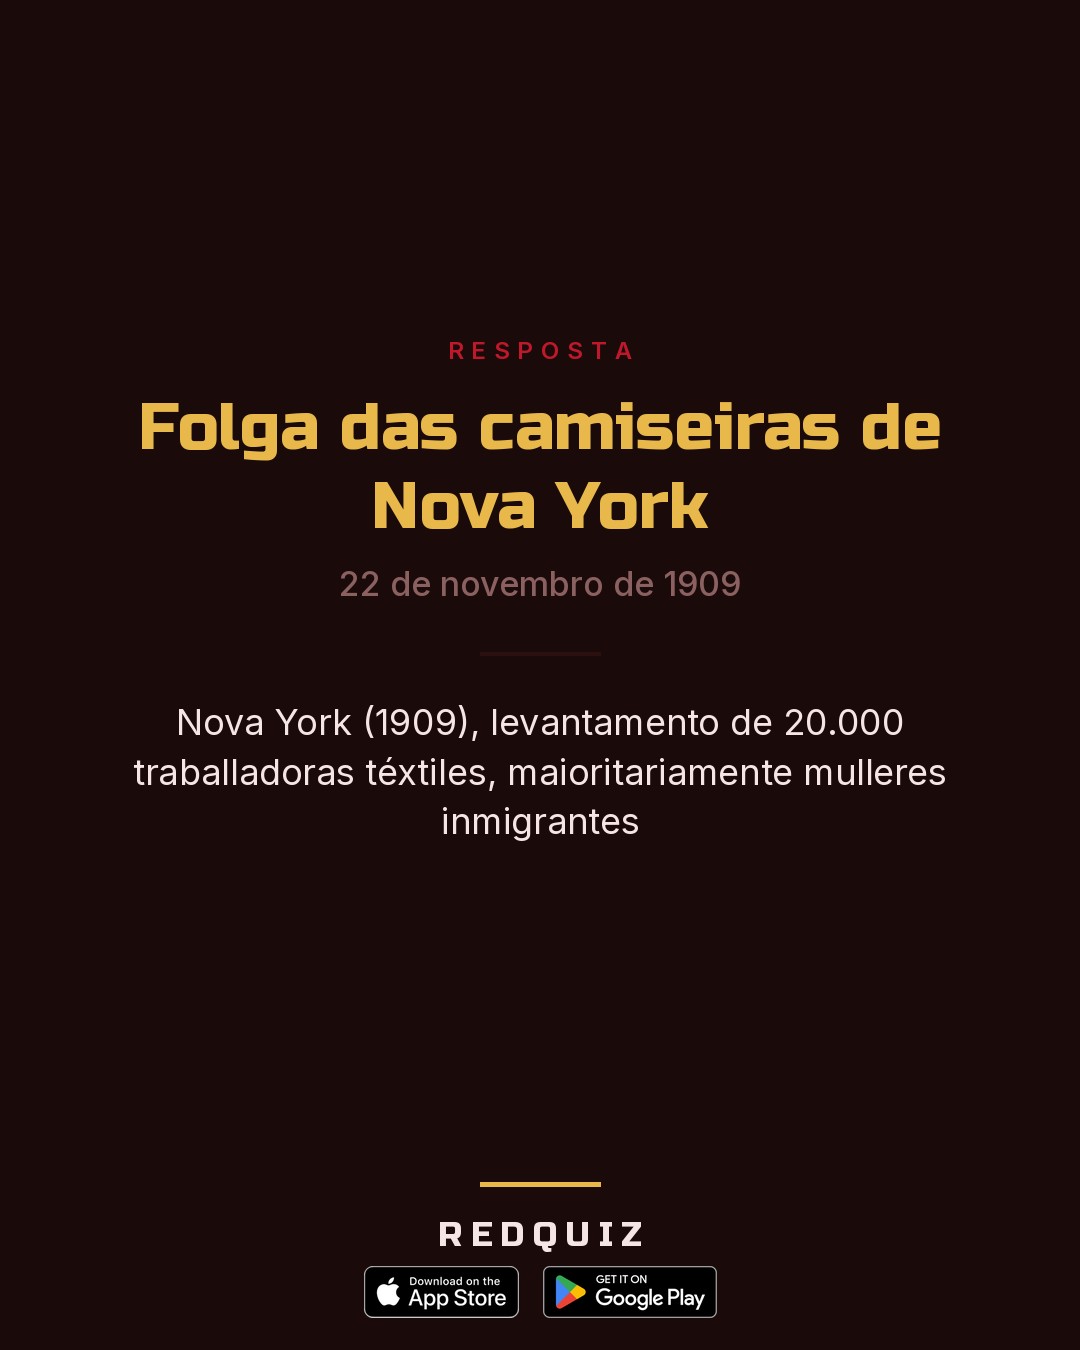 RESPOSTA
Folga das camiseiras de
Nova York
22 de novembro de 1909
Nova York (1909), levantamento de 20.000
traballadoras téxtiles, maioritariamente mulleres
inmigrantes
REDQUIZ
Download on the
App Store
GET IT ON
Google Play